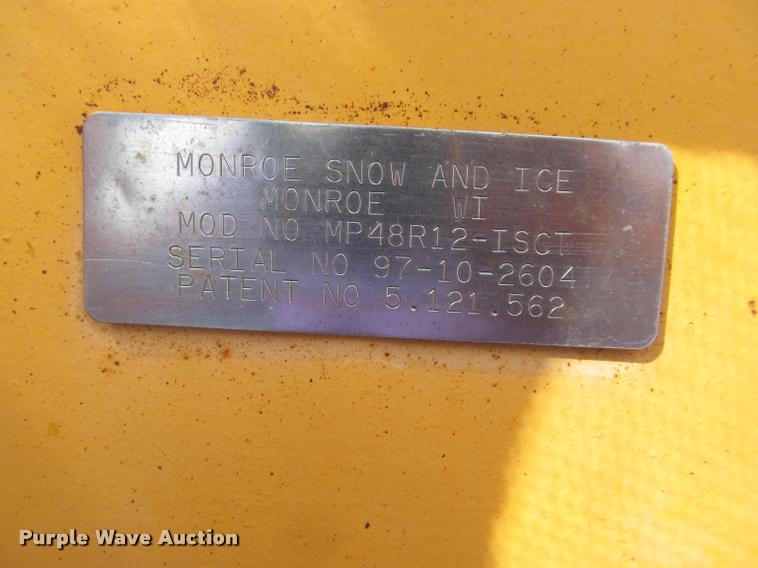 MONROE SNOW AND ICE
MONROE WI
MOD NO MP48R12-ISCT
SERIAL NO 97-10-2604
PATENT NO 5.121.562
Purple Wave Auction